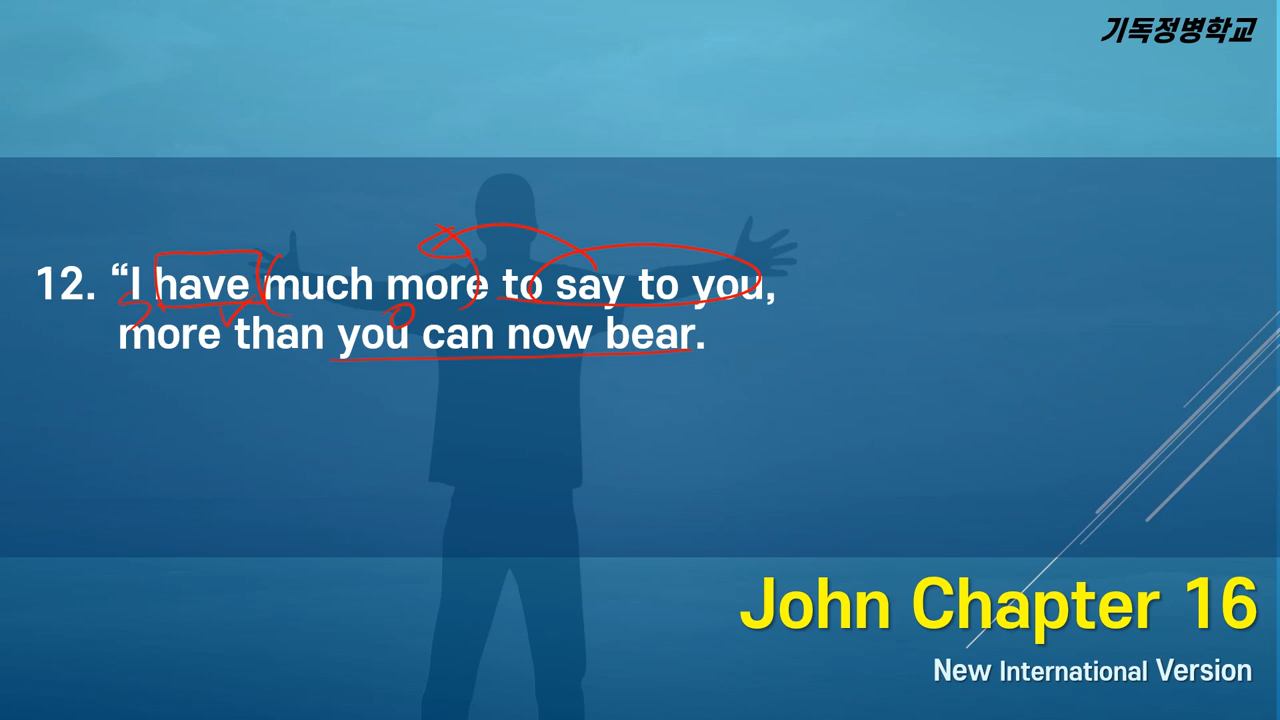 기독정병학교
12. “I have much more to say to you,
more than you can now bear.
John Chapter 16
New International Version